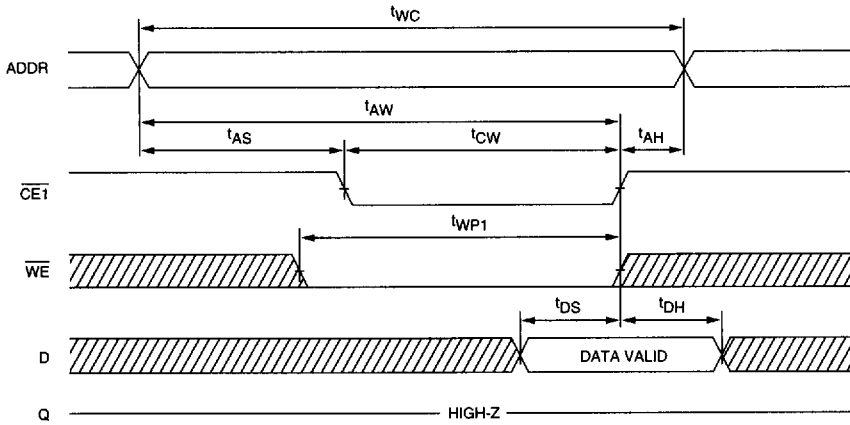 tWC
ADDR
tAW
tAS tCW tAH
CE1
tWP1
WE
tDS tDH
D DATA VALID
Q HIGH-Z